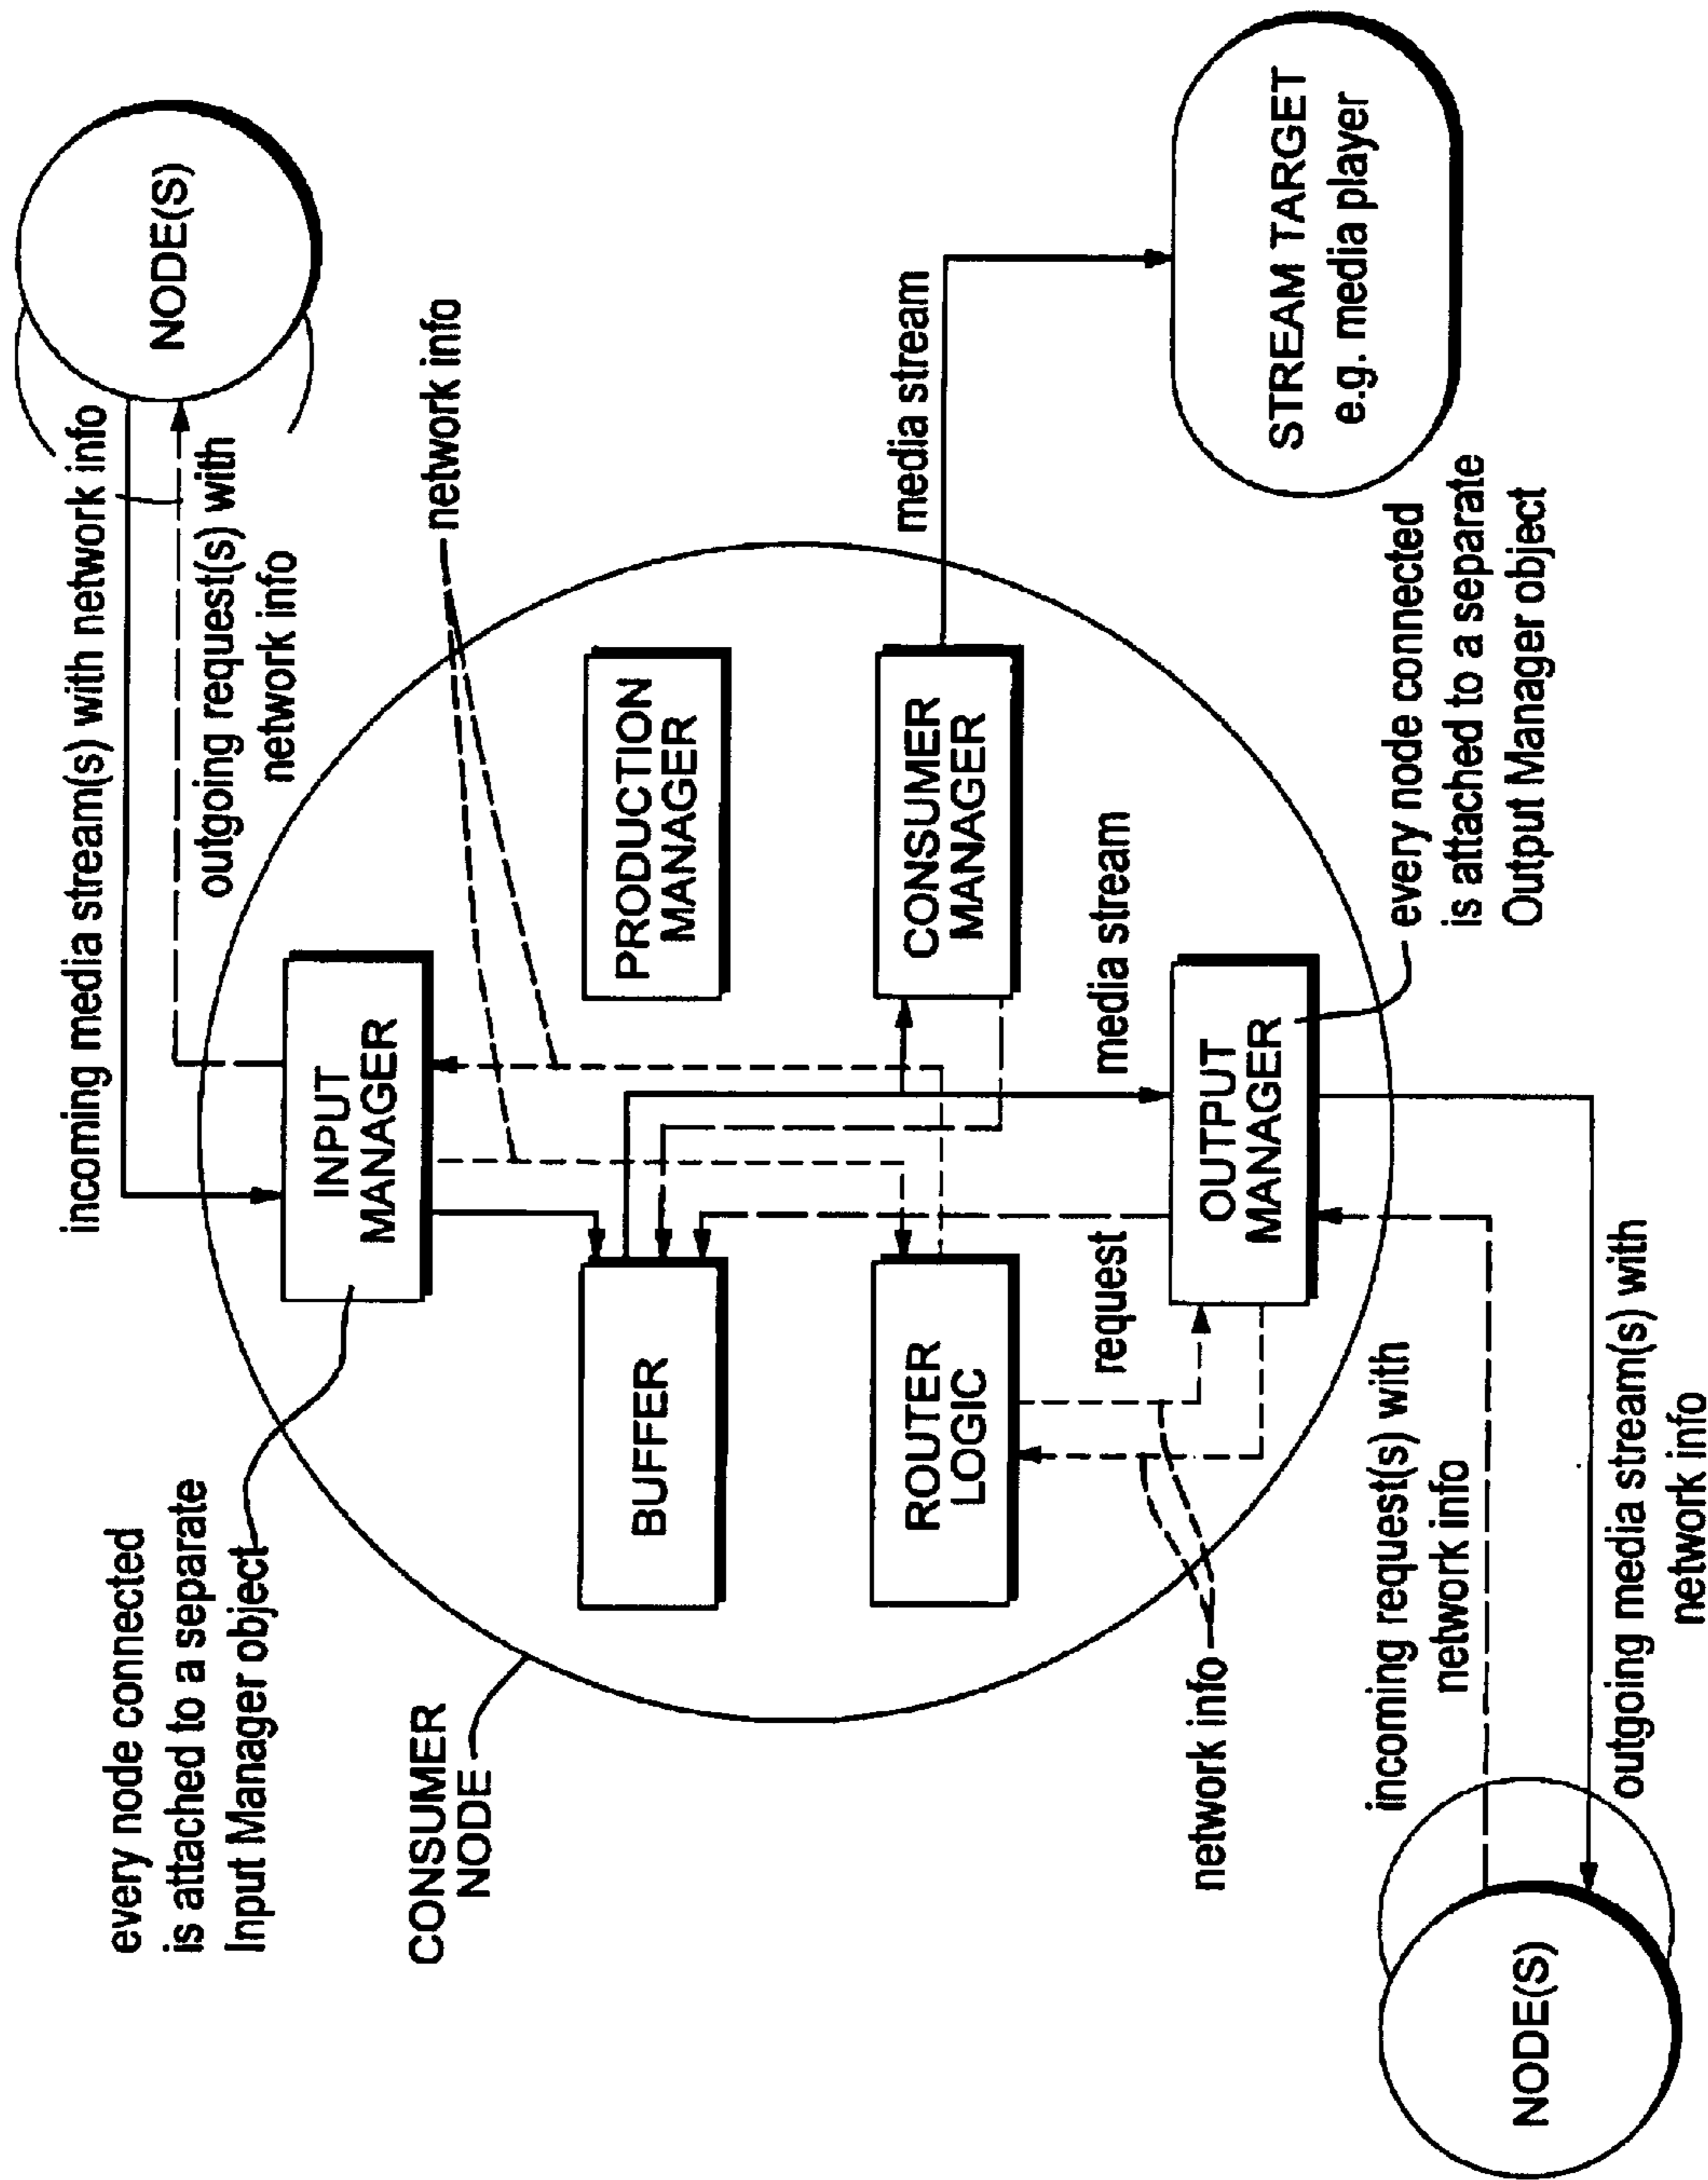 every node connected
is attached to a separate
Input Manager object
incoming media stream(s) with network info
outgoing request(s) with
network info
NODE(S)
CONSUMER
NODE
network info
INPUT
MANAGER
BUFFER
PRODUCTION
MANAGER
ROUTER
LOGIC
CONSUMER
MANAGER
media stream
request
media stream
OUTPUT
MANAGER
network info
STREAM TARGET
e.g. media player
every node connected
is attached to a separate
Output Manager object
incoming request(s) with
network info
NODE(S)
outgoing media stream(s) with
network info